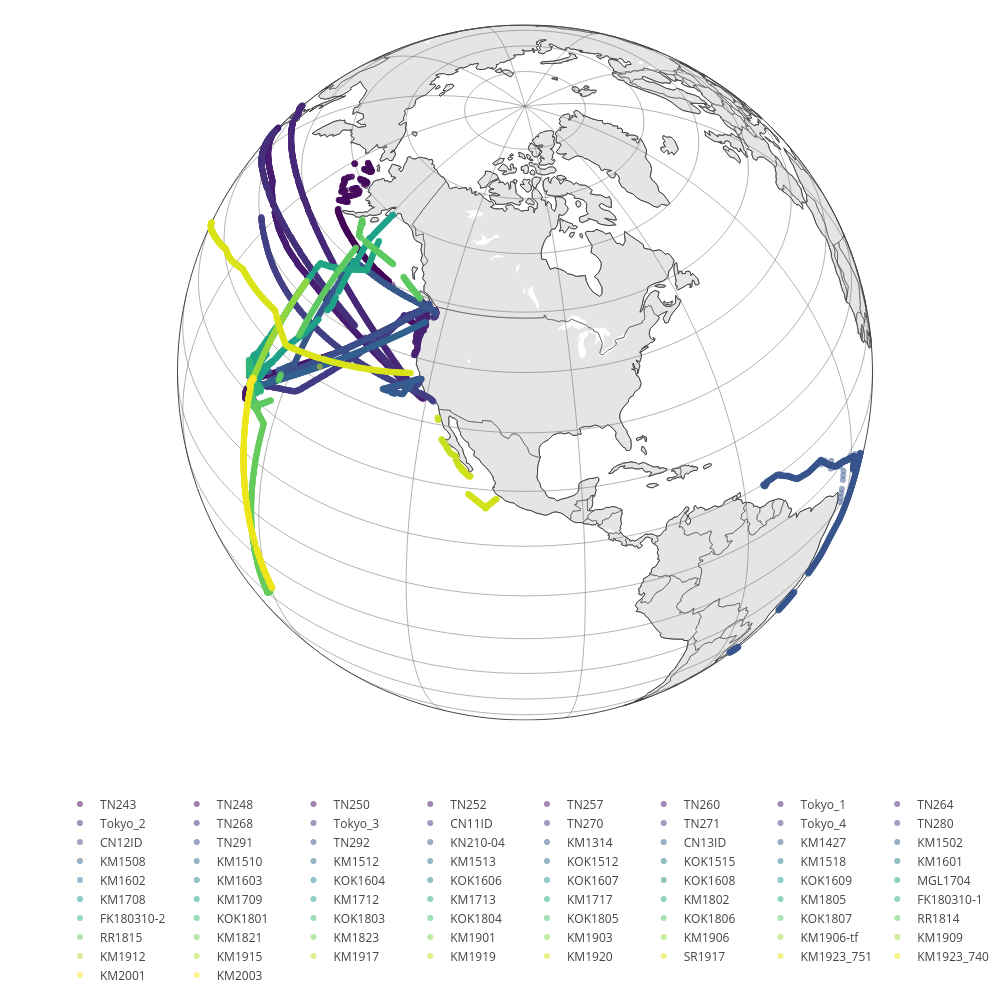 TN243 TN248 TN250 TN252 TN257 TN260 Tokyo_1 TN264
Tokyo_2 TN268 Tokyo_3 CN11ID TN270 TN271 Tokyo_4 TN280
CN12ID TN291 TN292 KN210-04 KM1314 CN13ID KM1427 KM1502
KM1508 KM1510 KM1512 KM1513 KOK1512 KOK1515 KM1518 KM1601
KM1602 KM1603 KOK1604 KOK1606 KOK1607 KOK1608 KOK1609 MGL1704
KM1708 KM1709 KM1712 KM1713 KM1717 KM1802 KM1805 FK180310-1
FK180310-2 KOK1801 KOK1803 KOK1804 KOK1805 KOK1806 KOK1807 RR1814
RR1815 KM1821 KM1823 KM1901 KM1903 KM1906 KM1906-tf KM1909
KM1912 KM1915 KM1917 KM1919 KM1920 SR1917 KM1923_751 KM1923_740
KM2001 KM2003